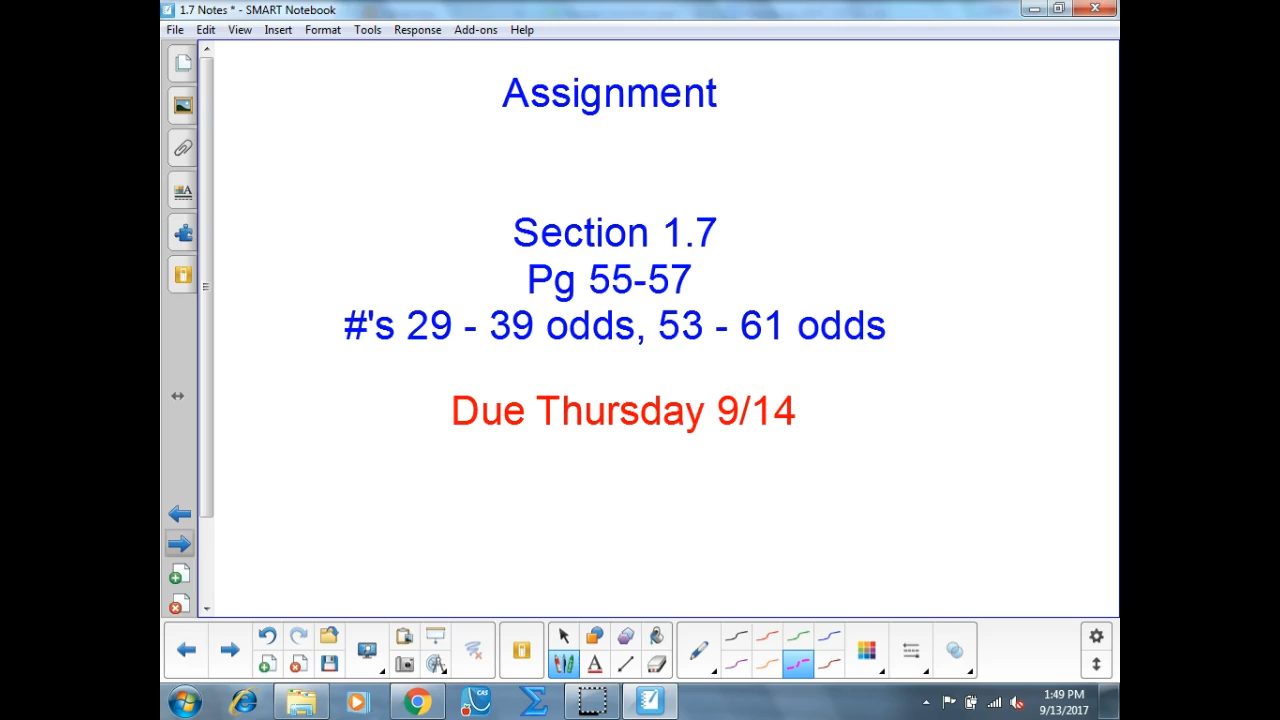 1.7 Notes * - SMART Notebook
File Edit View Insert Format Tools Response Add-ons Help
Assignment
Section 1.7
Pg 55-57
#'s 29 - 39 odds, 53 - 61 odds
Due Thursday 9/14
A
A
CAS
1:49 PM
9/13/2017